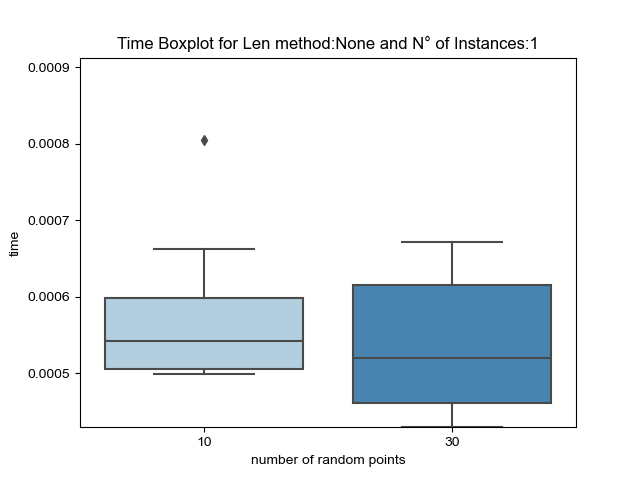 Time Boxplot for Len method:None and N° of Instances:1
0.0009
0.0008
0.0007
0.0006
0.0005
time
10
30
number of random points